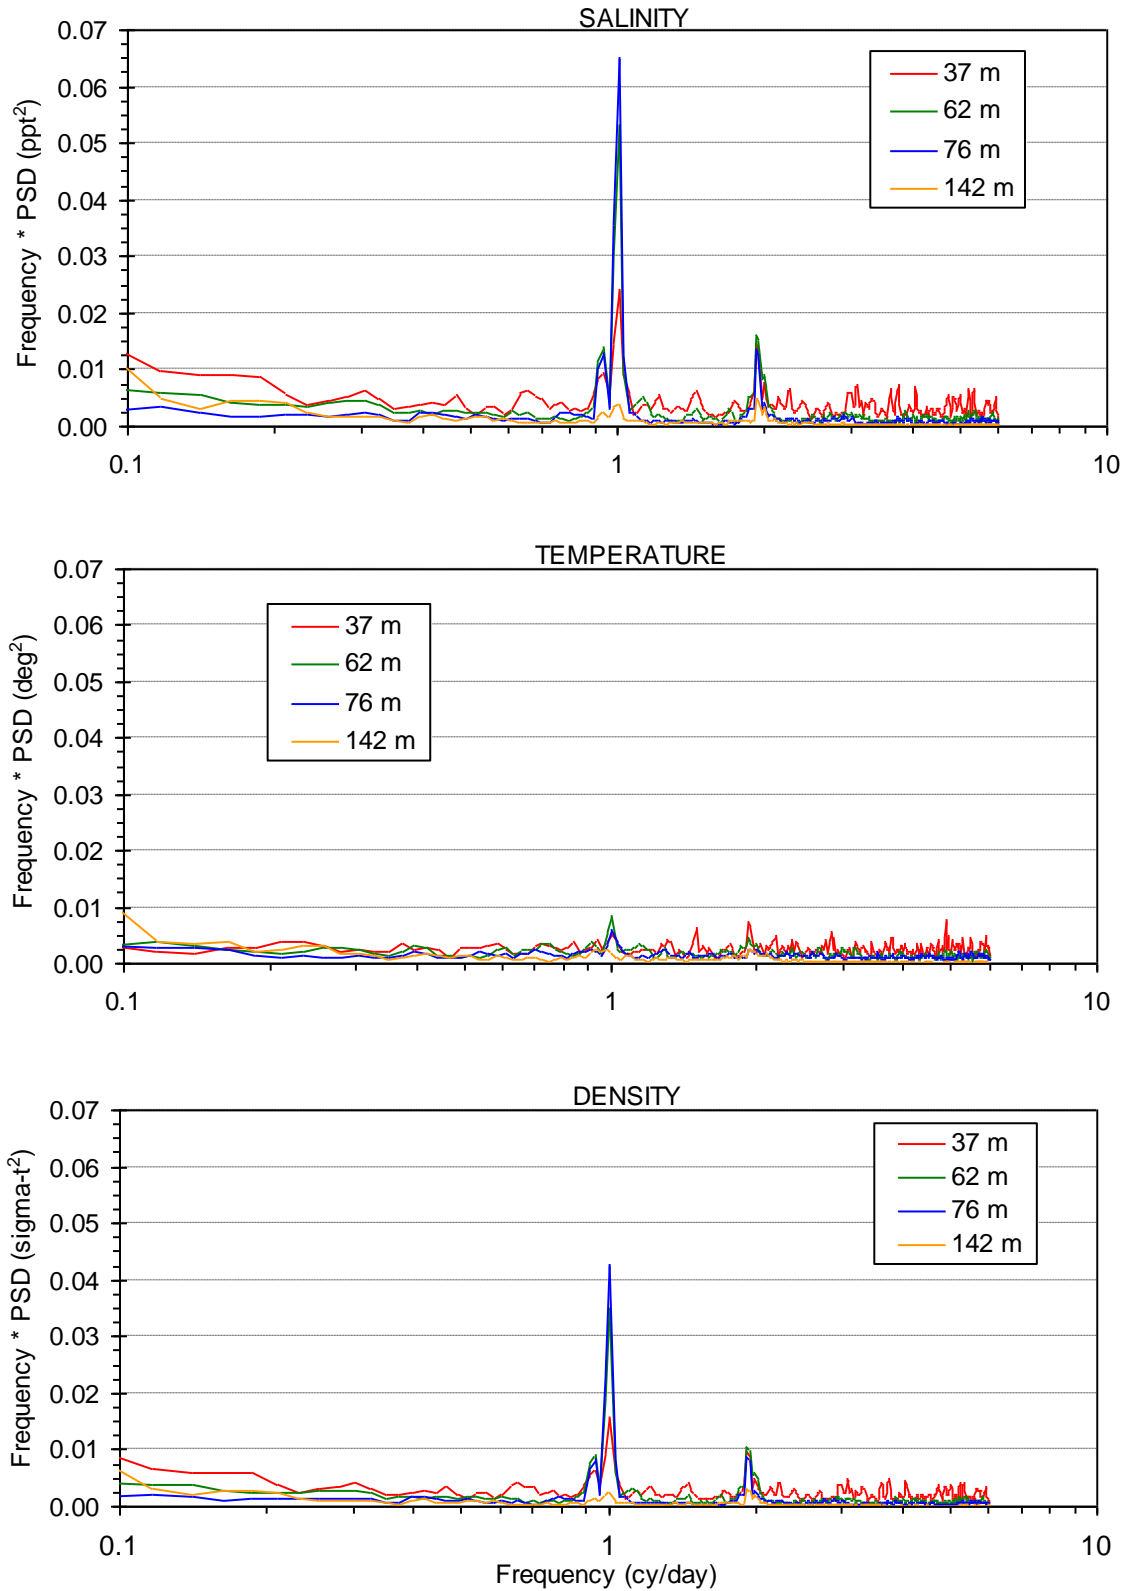 SALINITY
Frequency * PSD (ppt²)
0.07
0.06
0.05
0.04
0.03
0.02
0.01
0.00
37 m
62 m
76 m
142 m
0.1
1
10
TEMPERATURE
Frequency * PSD (deg²)
0.07
0.06
0.05
0.04
0.03
0.02
0.01
0.00
37 m
62 m
76 m
142 m
0.1
1
10
DENSITY
Frequency * PSD (sigma-t²)
0.07
0.06
0.05
0.04
0.03
0.02
0.01
0.00
37 m
62 m
76 m
142 m
0.1
1
10
Frequency (cy/day)